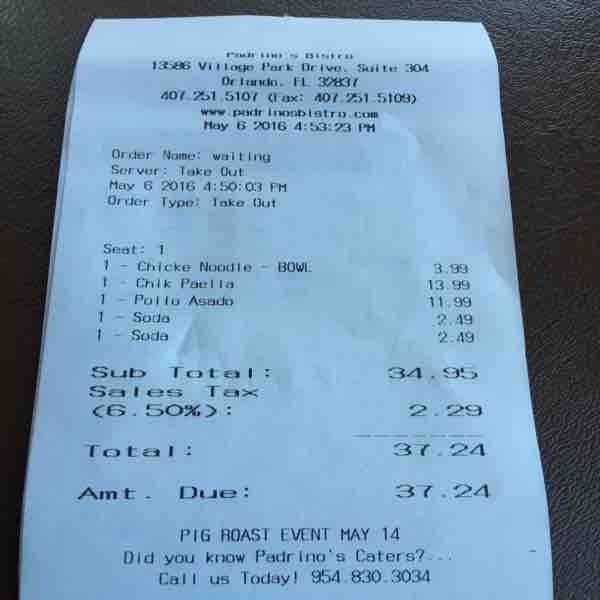 Padrino's Bistro
13586 Village Park Drive, Suite 304
Orlando, FL 32837
407.251.5107 (Fax: 407.251.5109)
www.padrinosbistro.com
May 6 2016 4:53:23 PM
Order Name: waiting
Server: Take Out
May 6 2016 4:50:03 PM
Order Type: Take Out
Seat: 1
1 - Chicke Noodle - BOWL 3.99
1 - Chik Paella 13.99
1 - Pollo Asado 11.99
1 - Soda 2.49
1 - Soda 2.49
Sub Total: 34.95
Sales Tax
(6.50%): 2.29
Total: 37.24
Amt. Due: 37.24
PIG ROAST EVENT MAY 14
Did you know Padrino's Caters?...
Call us Today! 954.830.3034